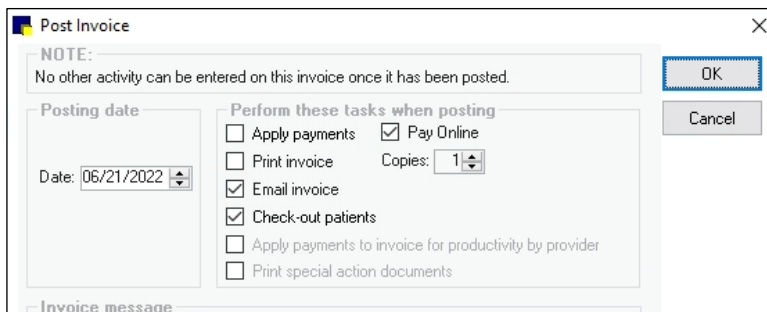 Post Invoice
NOTE:
No other activity can be entered on this invoice once it has been posted.
OK
Cancel
Posting date
Date: 06/21/2022
Perform these tasks when posting
Apply payments Pay Online
Print invoice Copies: 1
Email invoice
Check-out patients
Apply payments to invoice for productivity by provider
Print special action documents
Invoice message